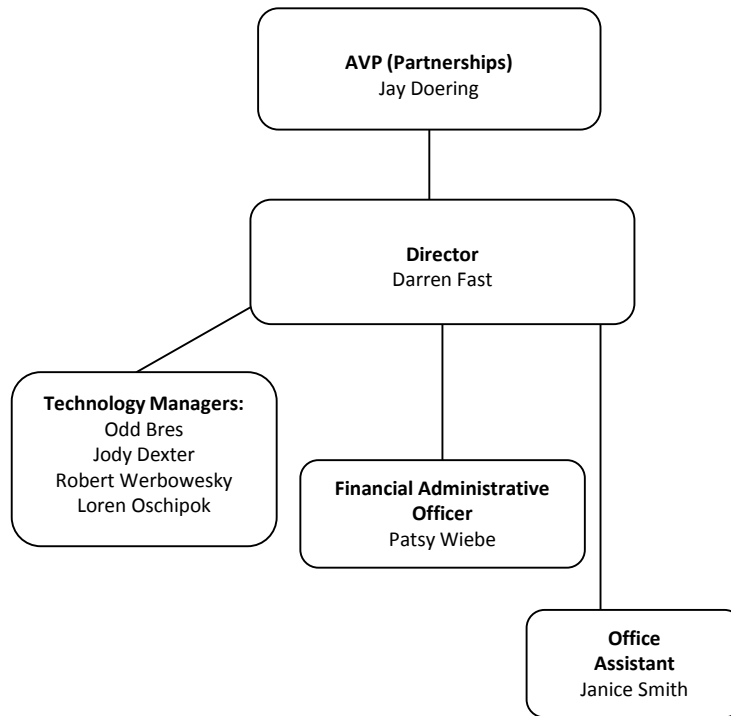 AVP (Partnerships)
Jay Doering
Director
Darren Fast
Technology Managers:
Odd Bres
Jody Dexter
Robert Werbowesky
Loren Oschipok
Financial Administrative
Officer
Patsy Wiebe
Office
Assistant
Janice Smith